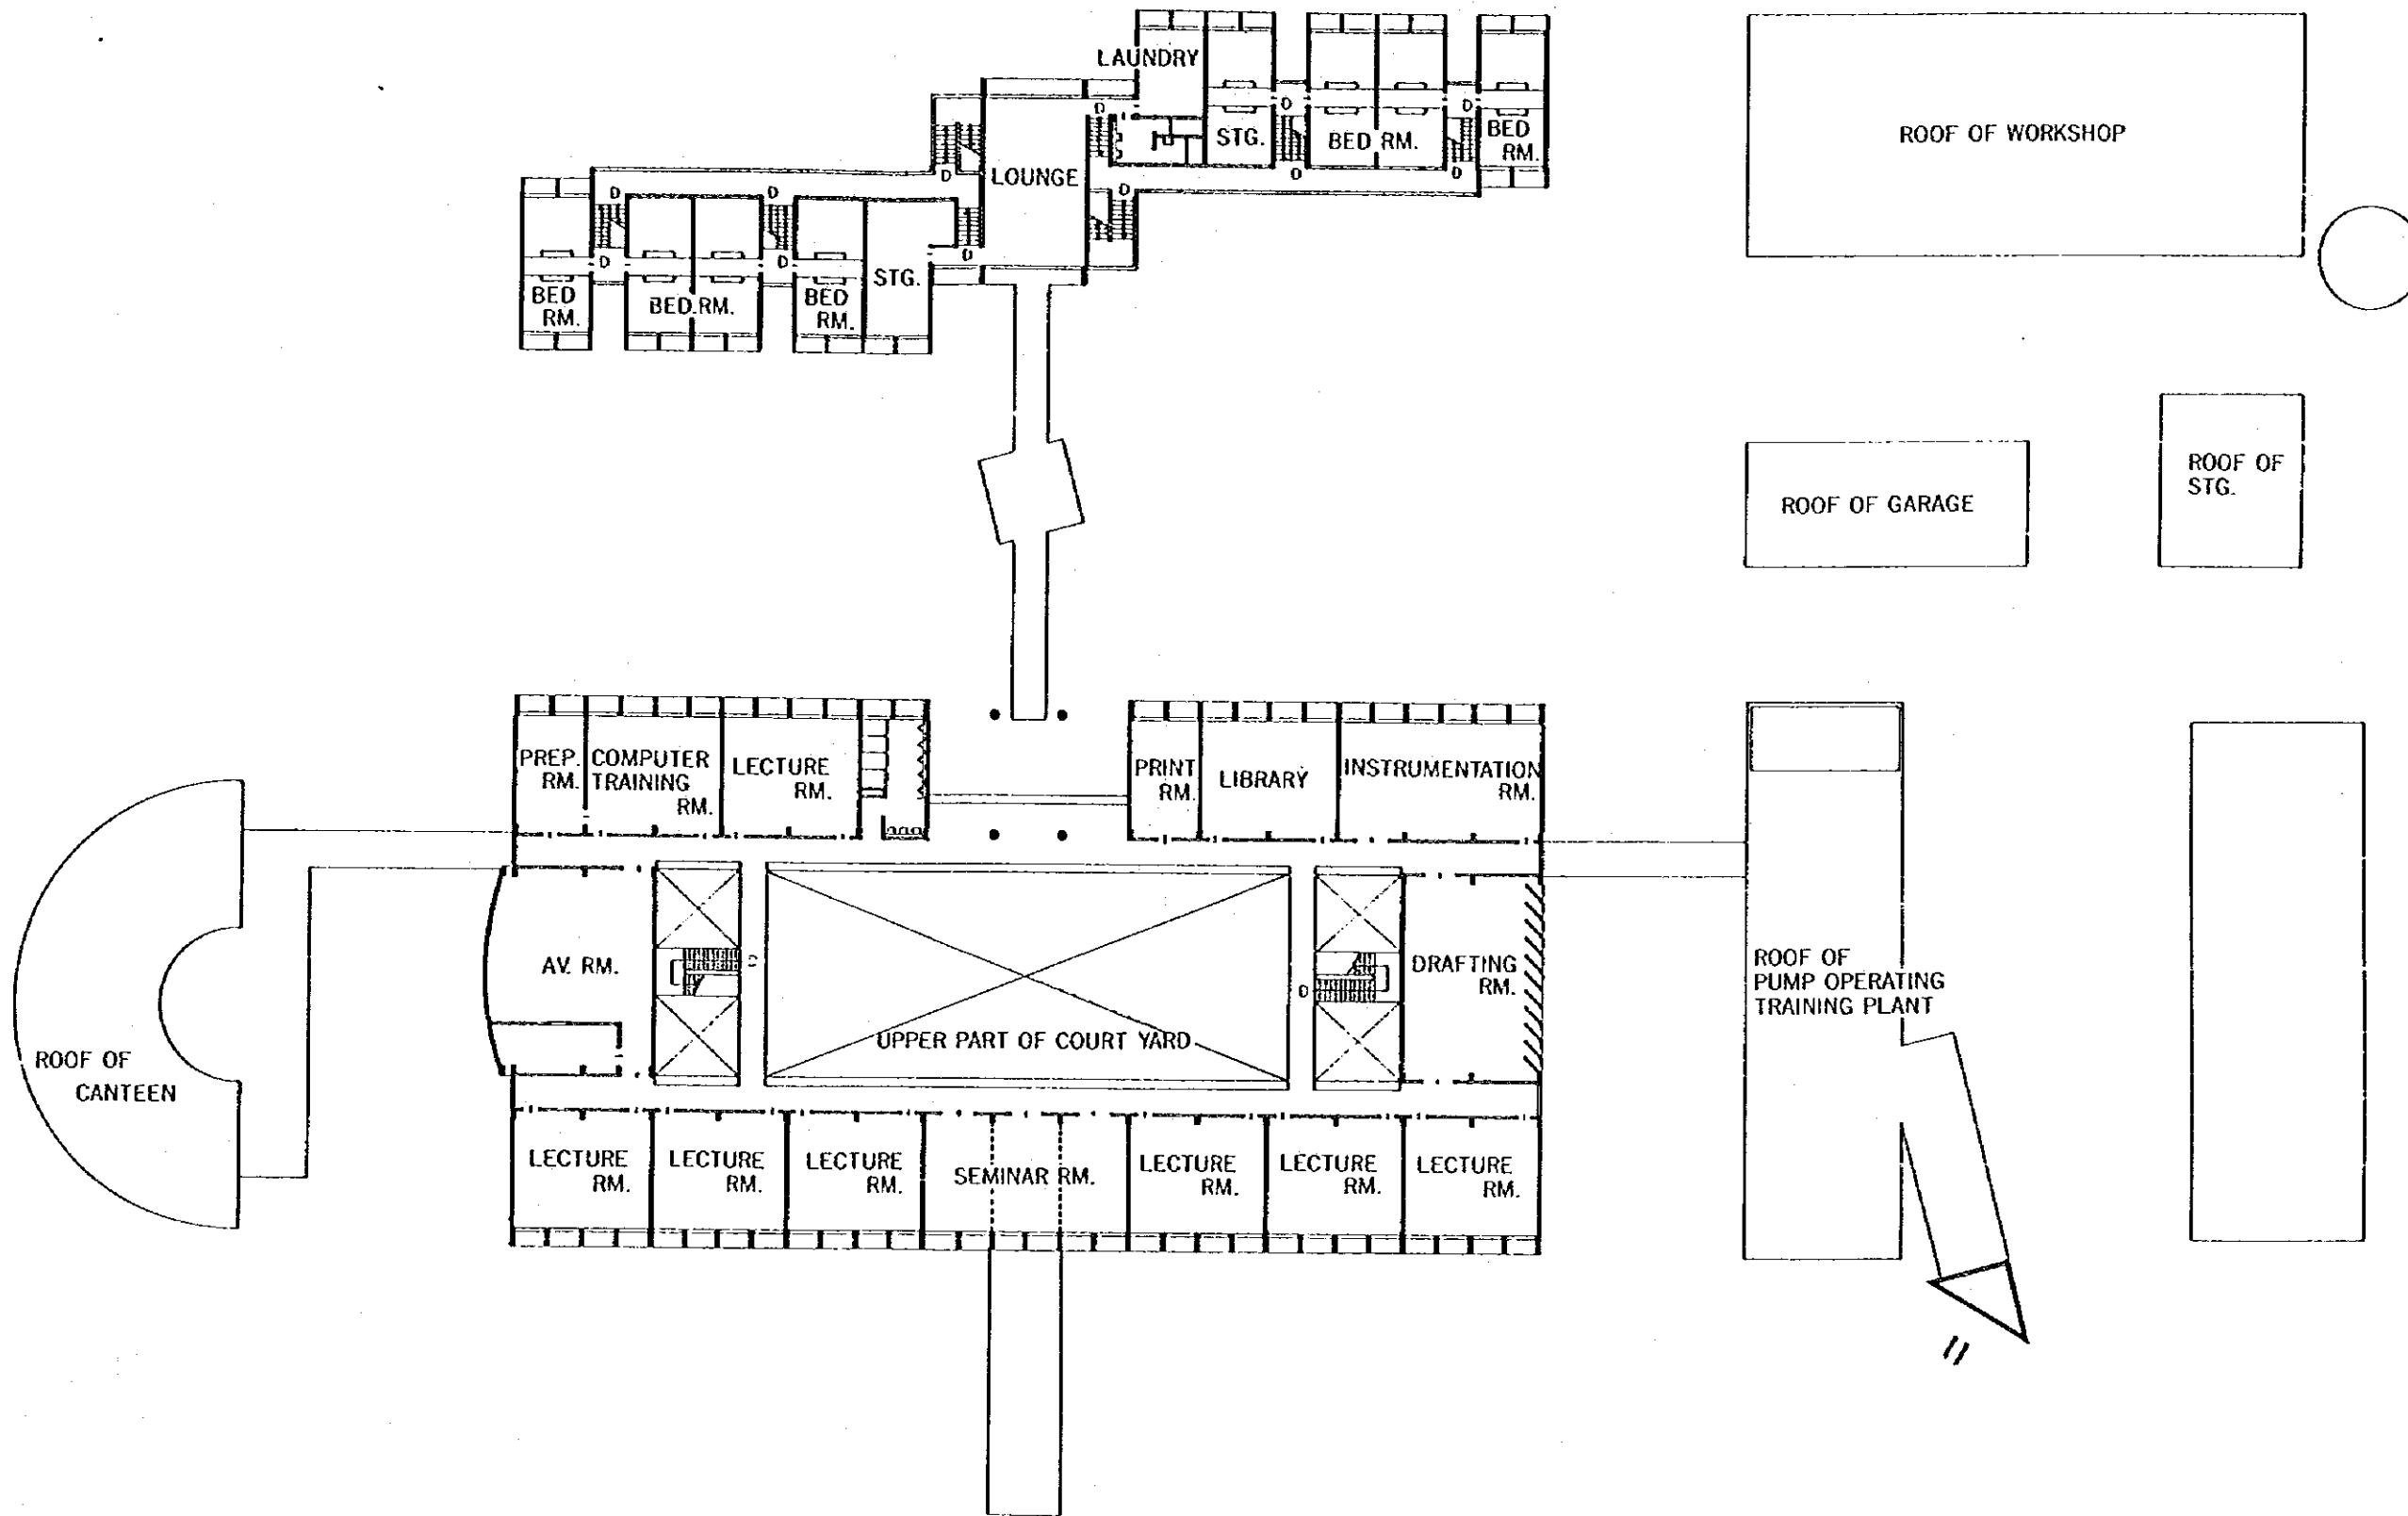 LAUNDRY
STG.
BED RM.
BED
RM.
ROOF OF WORKSHOP
LOUNGE
D
D
D
D
D
D
D
D
D
D
D
D
BED
RM.
BED.RM.
BED
RM.
STG.
ROOF OF GARAGE
ROOF OF
STG.
PREP.
RM.
COMPUTER
TRAINING
RM.
LECTURE
RM.
PRINT
RM.
LIBRARY
INSTRUMENTATION
RM.
AV. RM.
D
UPPER PART OF COURT YARD
D
DRAFTING
RM.
ROOF OF
PUMP OPERATING
TRAINING PLANT
ROOF OF
CANTEEN
LECTURE
RM.
LECTURE
RM.
LECTURE
RM.
SEMINAR RM.
LECTURE
RM.
LECTURE
RM.
LECTURE
RM.